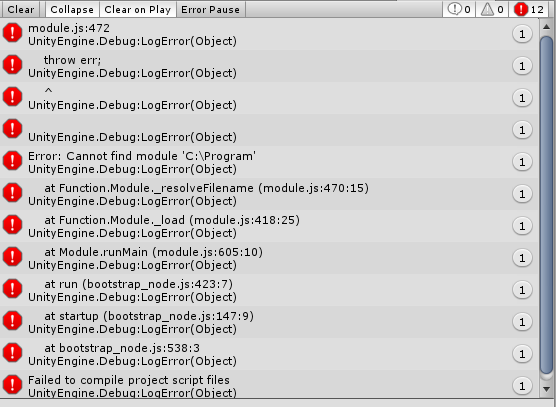 Clear Collapse Clear on Play Error Pause 0 0 12
module.js:472
UnityEngine.Debug:LogError(Object)
1
throw err;
UnityEngine.Debug:LogError(Object)
1
^
UnityEngine.Debug:LogError(Object)
1
UnityEngine.Debug:LogError(Object)
1
Error: Cannot find module 'C:\Program'
UnityEngine.Debug:LogError(Object)
1
at Function.Module._resolveFilename (module.js:470:15)
UnityEngine.Debug:LogError(Object)
1
at Function.Module._load (module.js:418:25)
UnityEngine.Debug:LogError(Object)
1
at Module.runMain (module.js:605:10)
UnityEngine.Debug:LogError(Object)
1
at run (bootstrap_node.js:423:7)
UnityEngine.Debug:LogError(Object)
1
at startup (bootstrap_node.js:147:9)
UnityEngine.Debug:LogError(Object)
1
at bootstrap_node.js:538:3
UnityEngine.Debug:LogError(Object)
1
Failed to compile project script files
UnityEngine.Debug:LogError(Object)
1